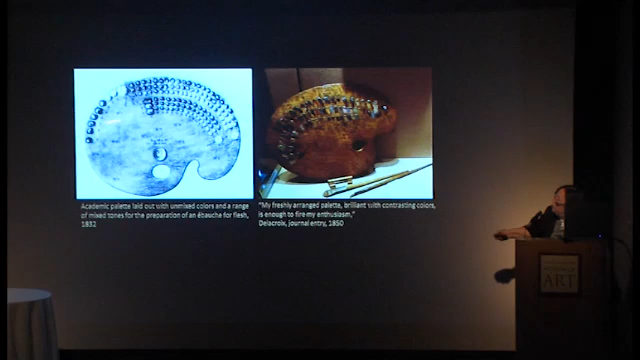 Academic palette laid out with unmixed colors and a range
of mixed tones for the preparation of an ébauche for flesh,
1832
"My freshly arranged palette, brilliant with contrasting colors,
is enough to fire my enthusiasm,"
Delacroix, journal entry, 1850
ART